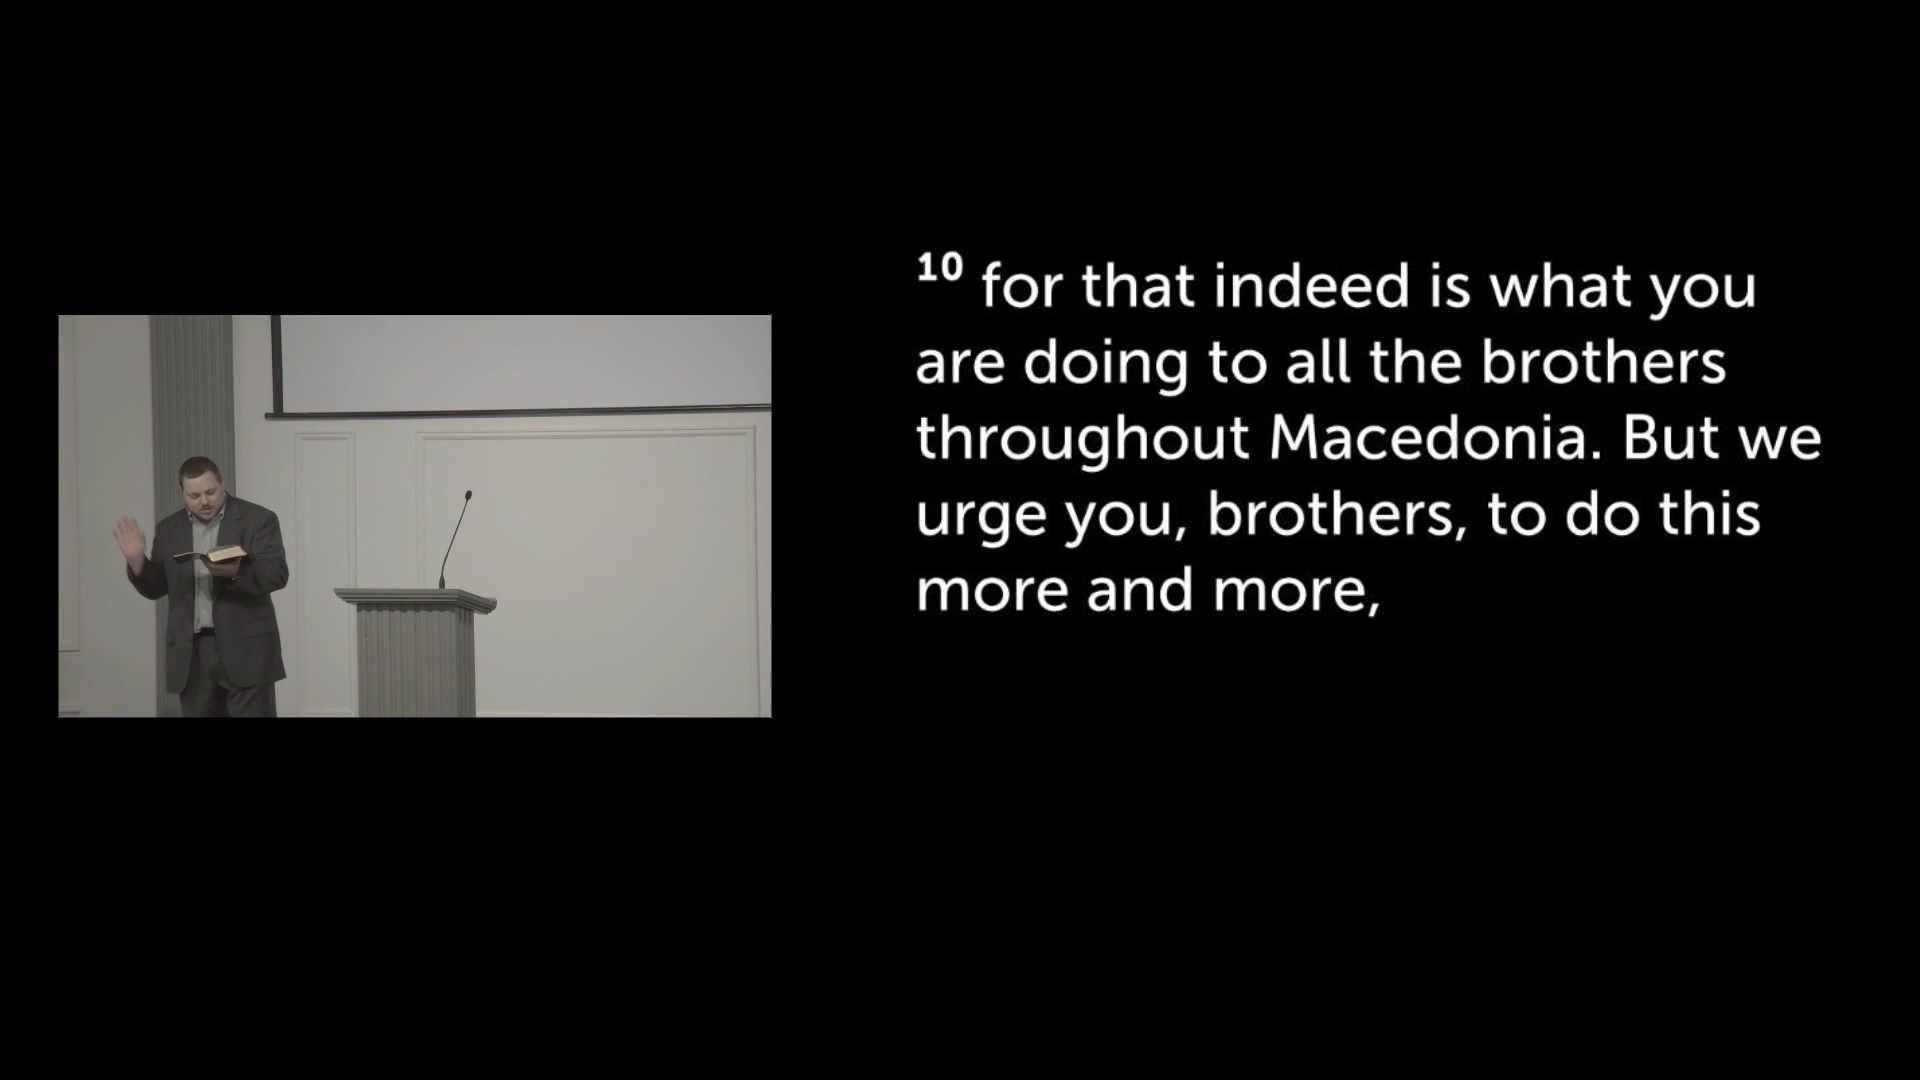 10 for that indeed is what you
are doing to all the brothers
throughout Macedonia. But we
urge you, brothers, to do this
more and more,